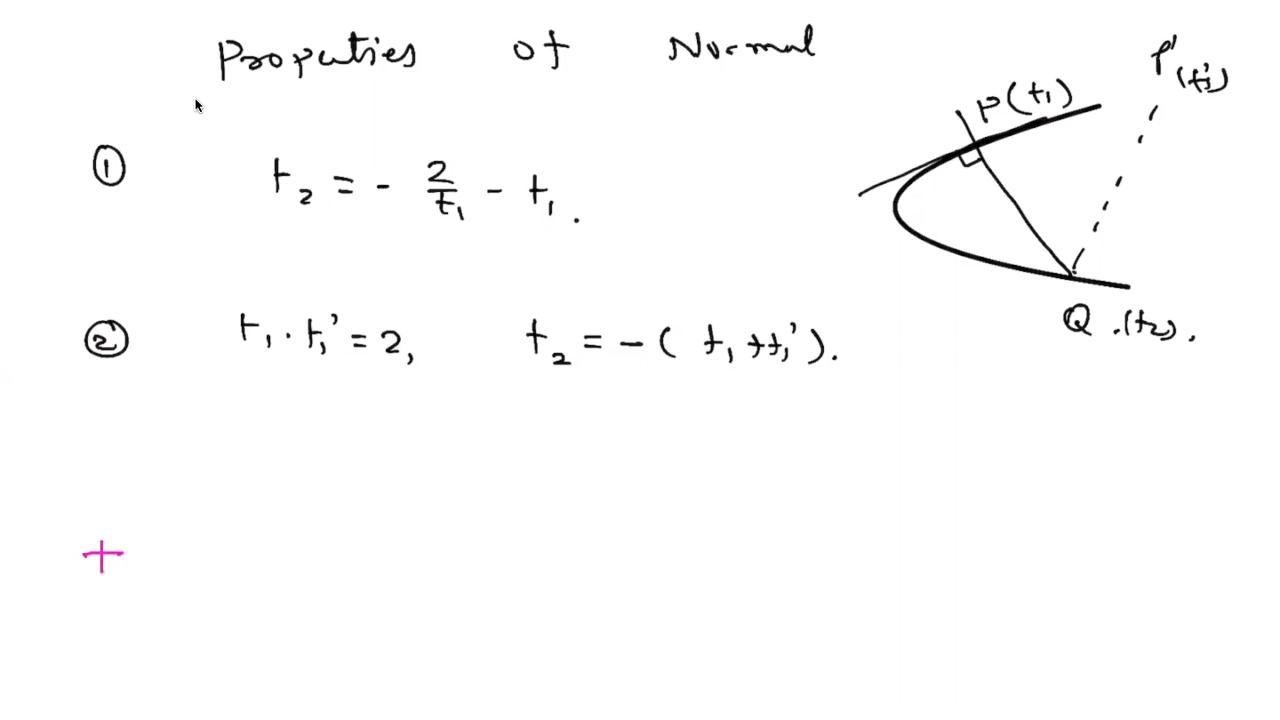 Properties of Normal
P(t₁)
P'(t₁')
① t₂ = - 2/t₁ - t₁ .
② t₁ . t₁' = 2, t₂ = - ( t₁ + t₁' ).
Q .(t₂).
+